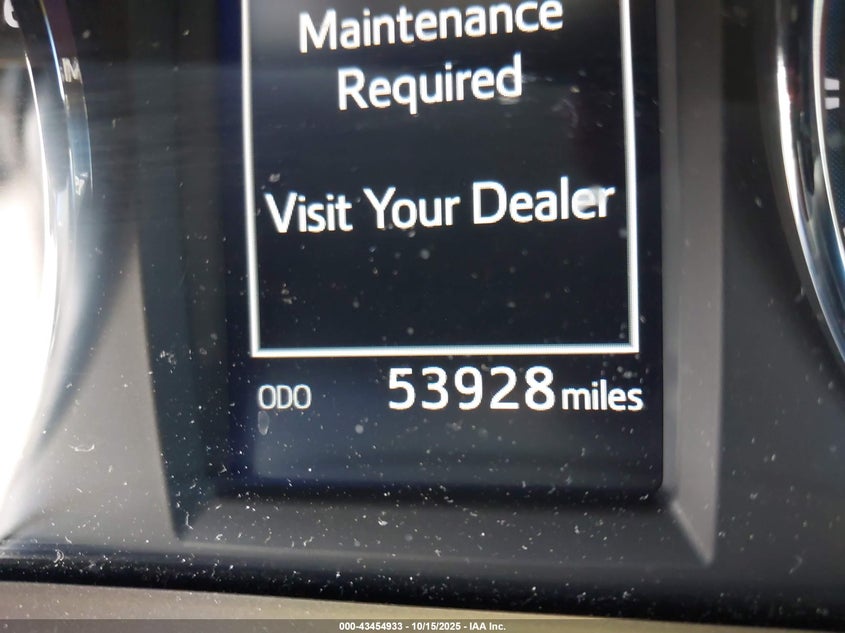 Maintenance
Required
Visit Your Dealer
ODO 53928 miles
000-43454933 - 10/15/2025 - IAA Inc.